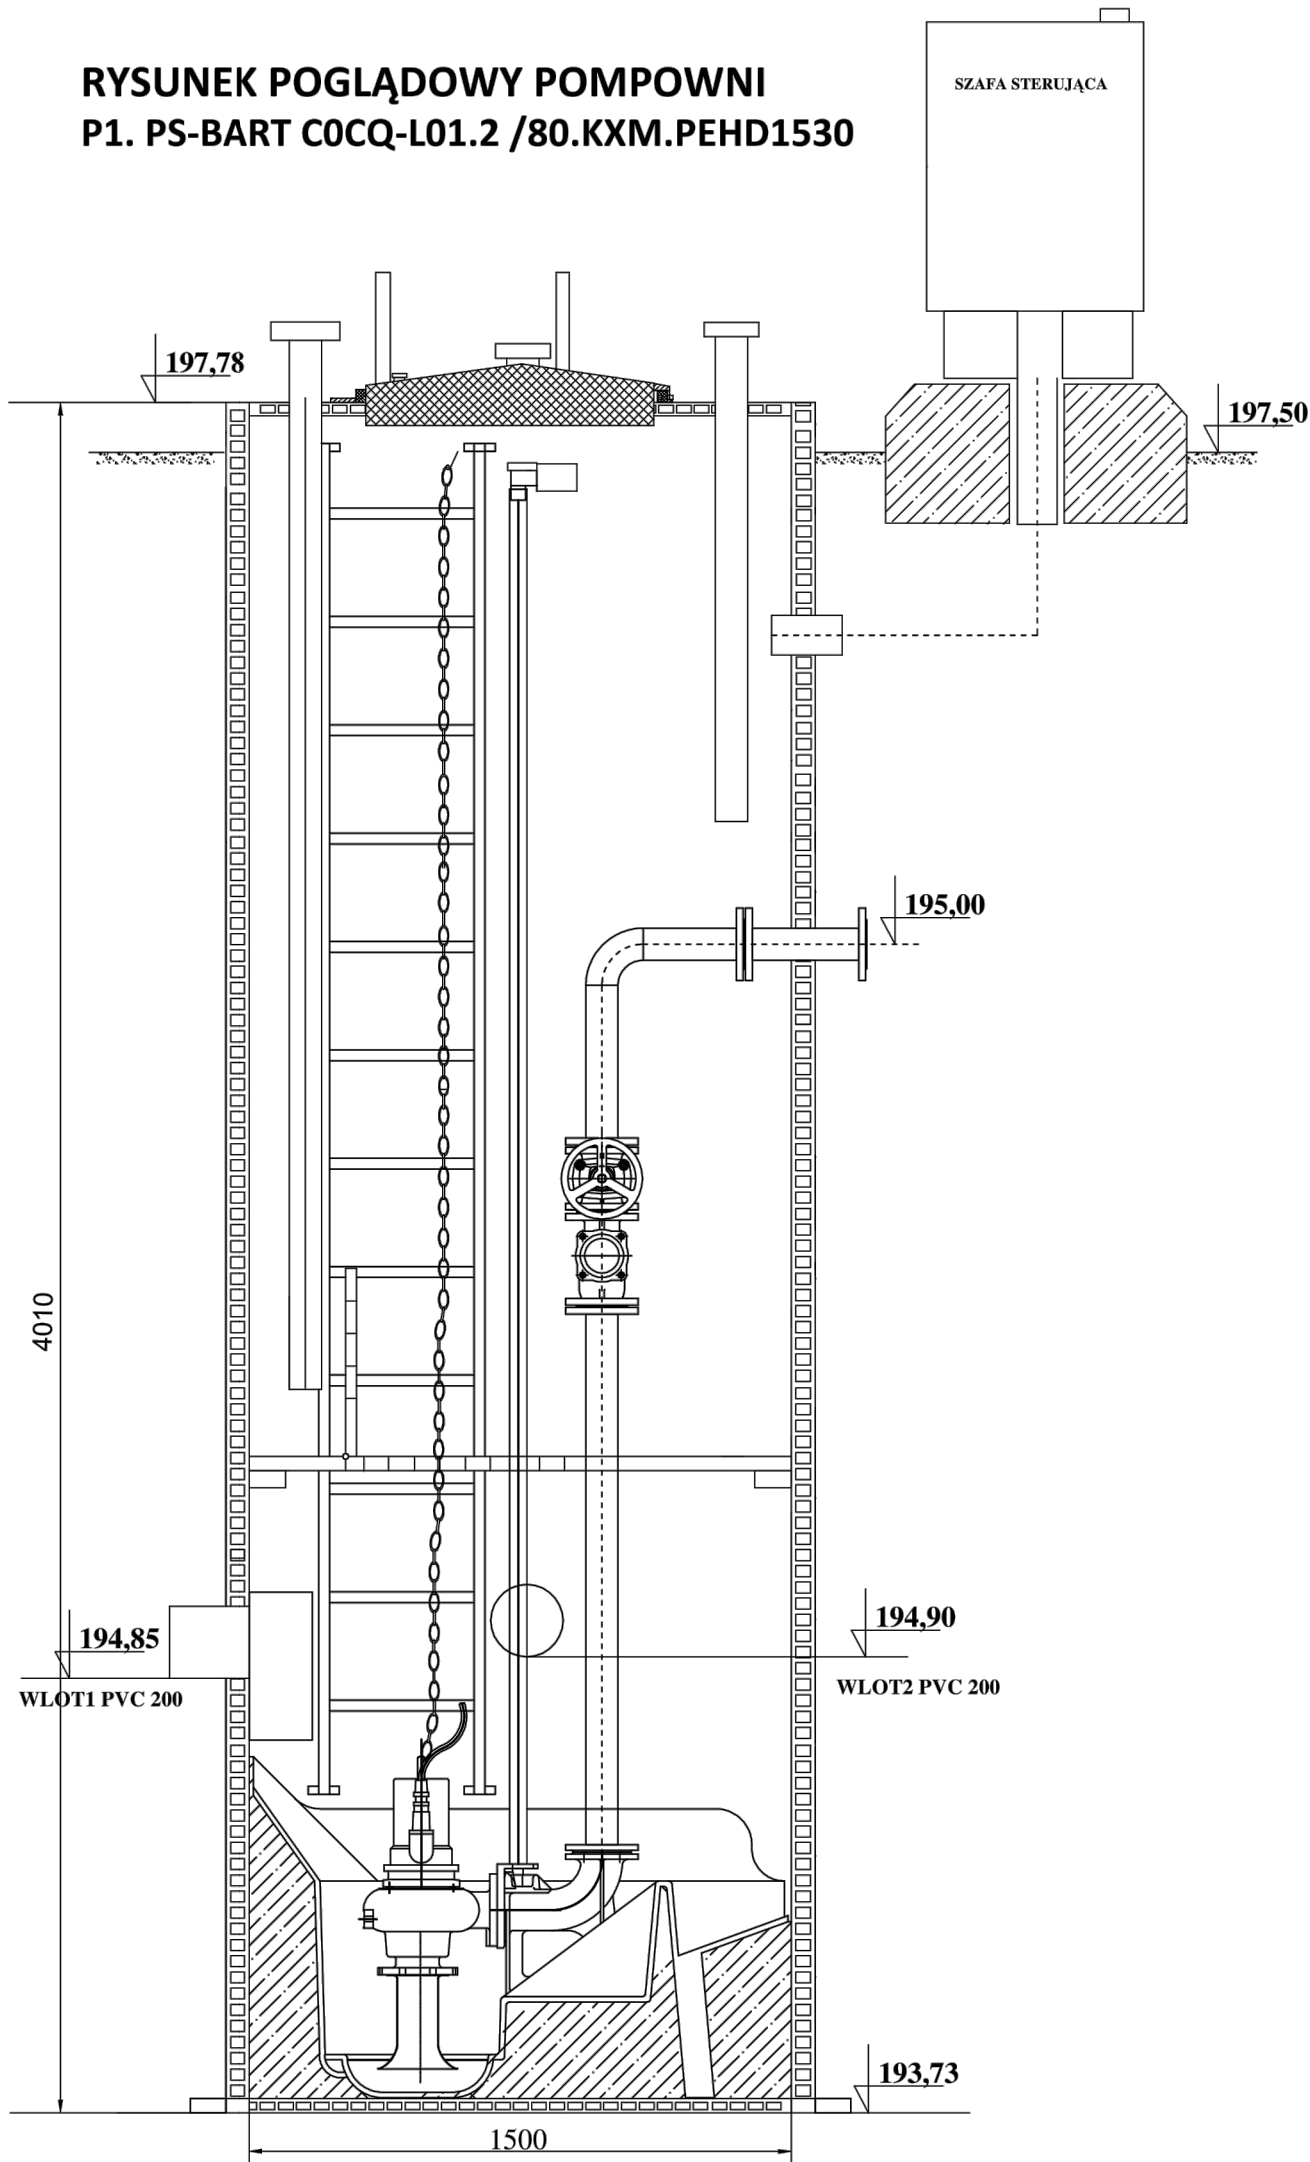 RYSUNEK POGLĄDOWY POMPOWNI
P1. PS-BART C0CQ-L01.2 /80.KXM.PEHD1530
SZAFA STERUJĄCA
197,78
197,50
195,00
4010
194,85
WLOT1 PVC 200
194,90
WLOT2 PVC 200
193,73
1500